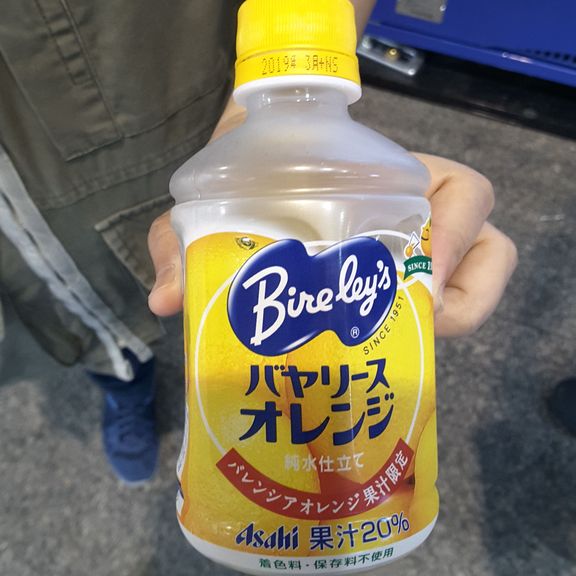 2019年 3月+NS
Bireley's
®
SINCE 1951
バヤリース
オレンジ
純水仕立て
バレンシアオレンジ果汁限定
Asahi 果汁20%
着色料・保存料不使用
SINCE